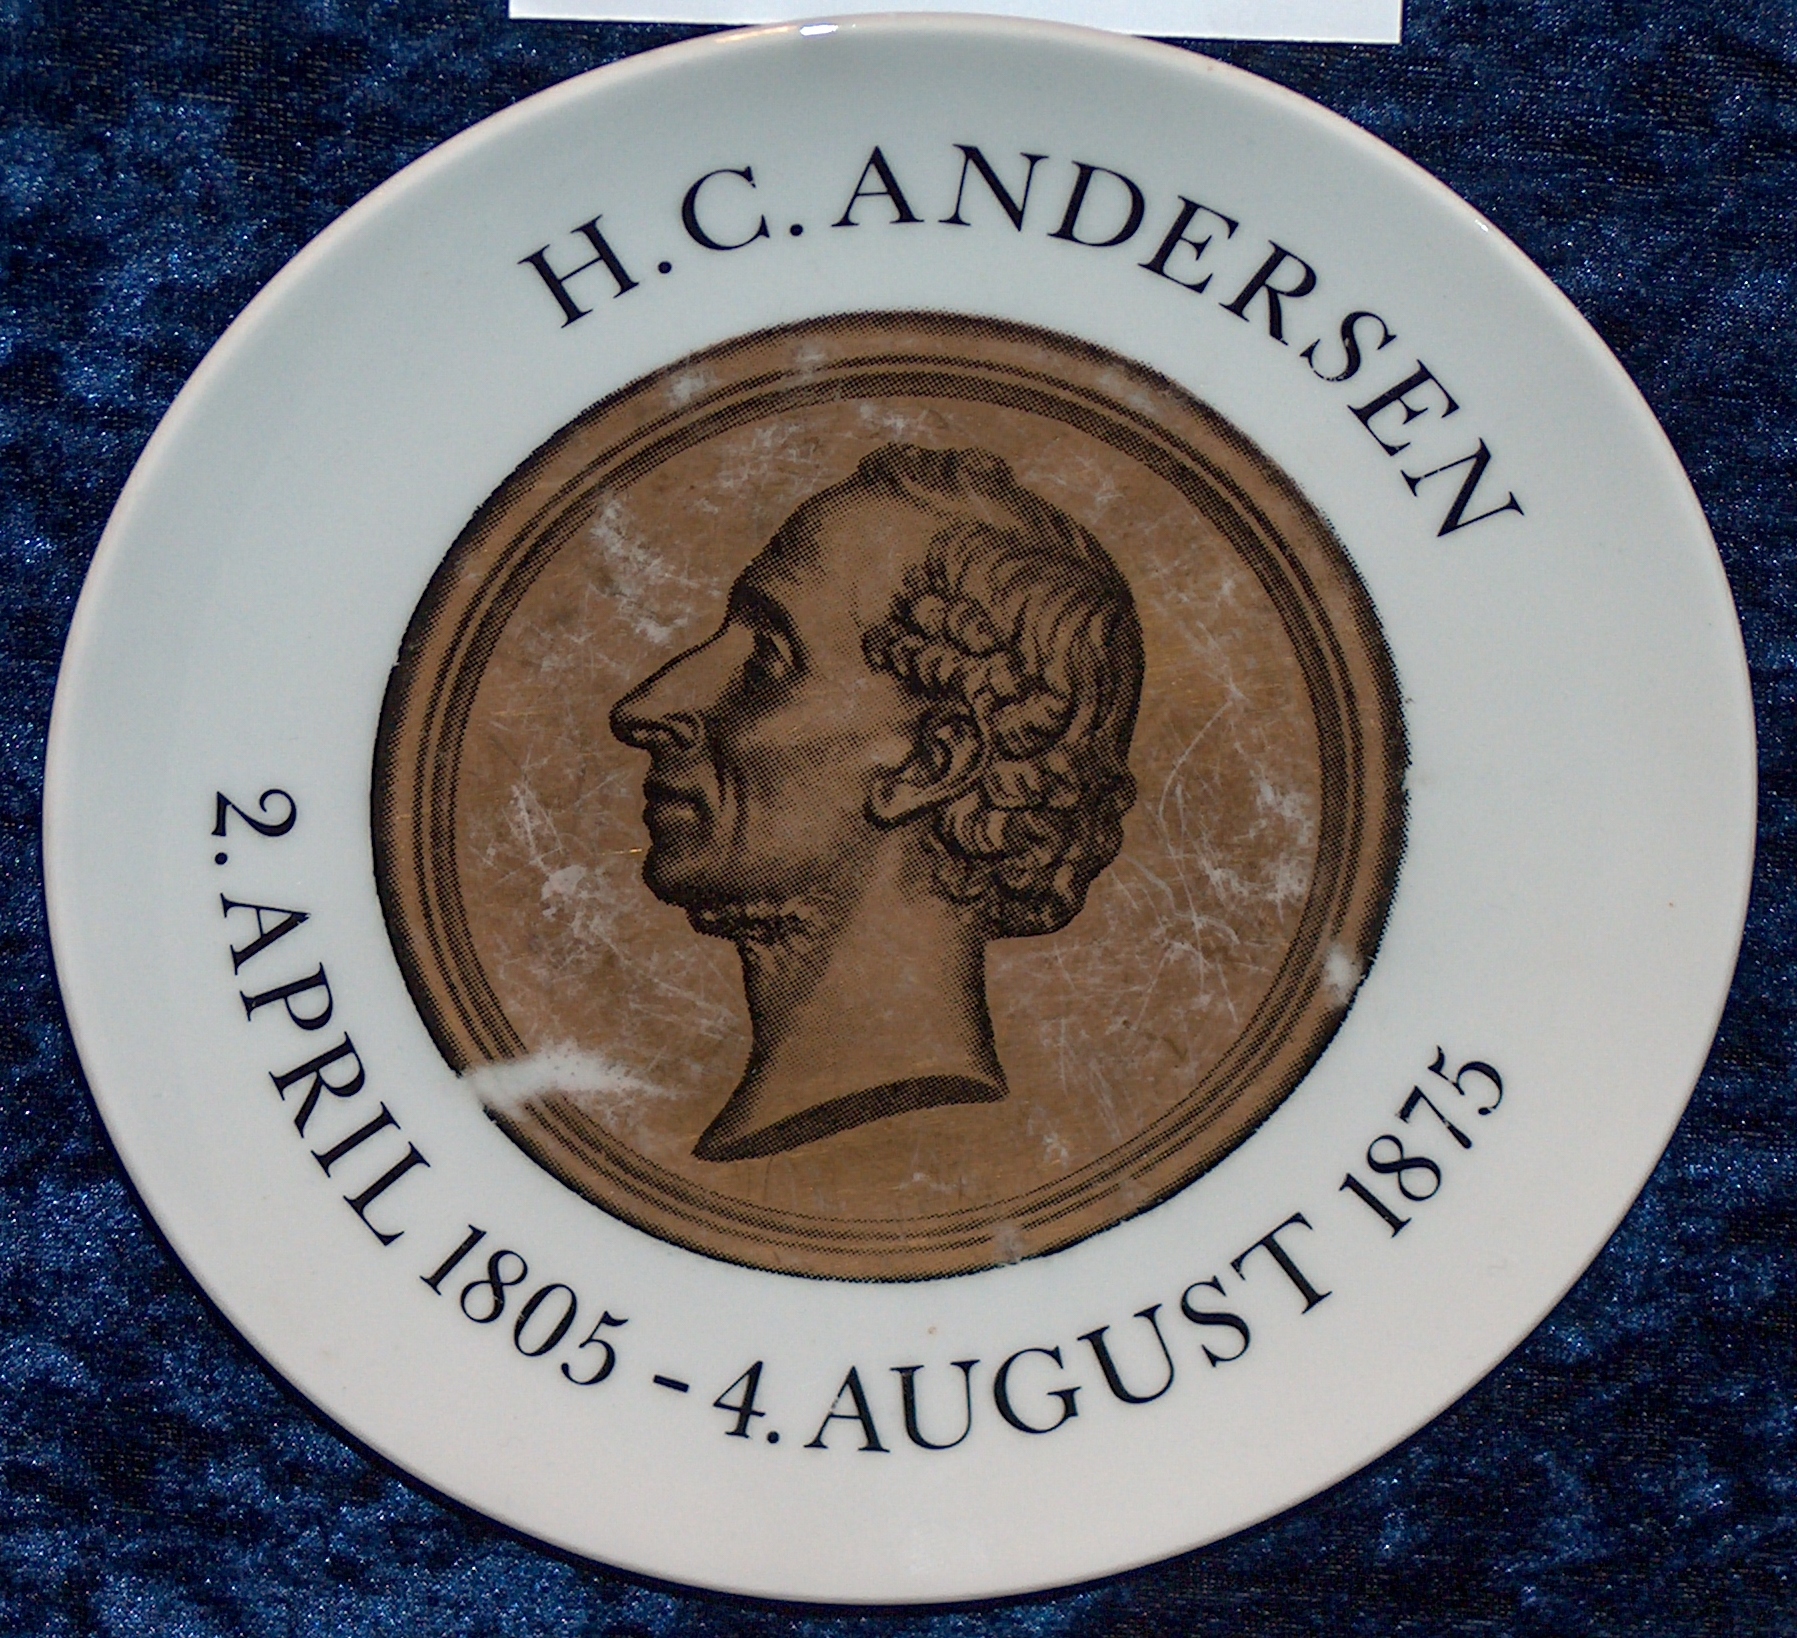 H. C. ANDERSEN
2. APRIL 1805 - 4. AUGUST 1875